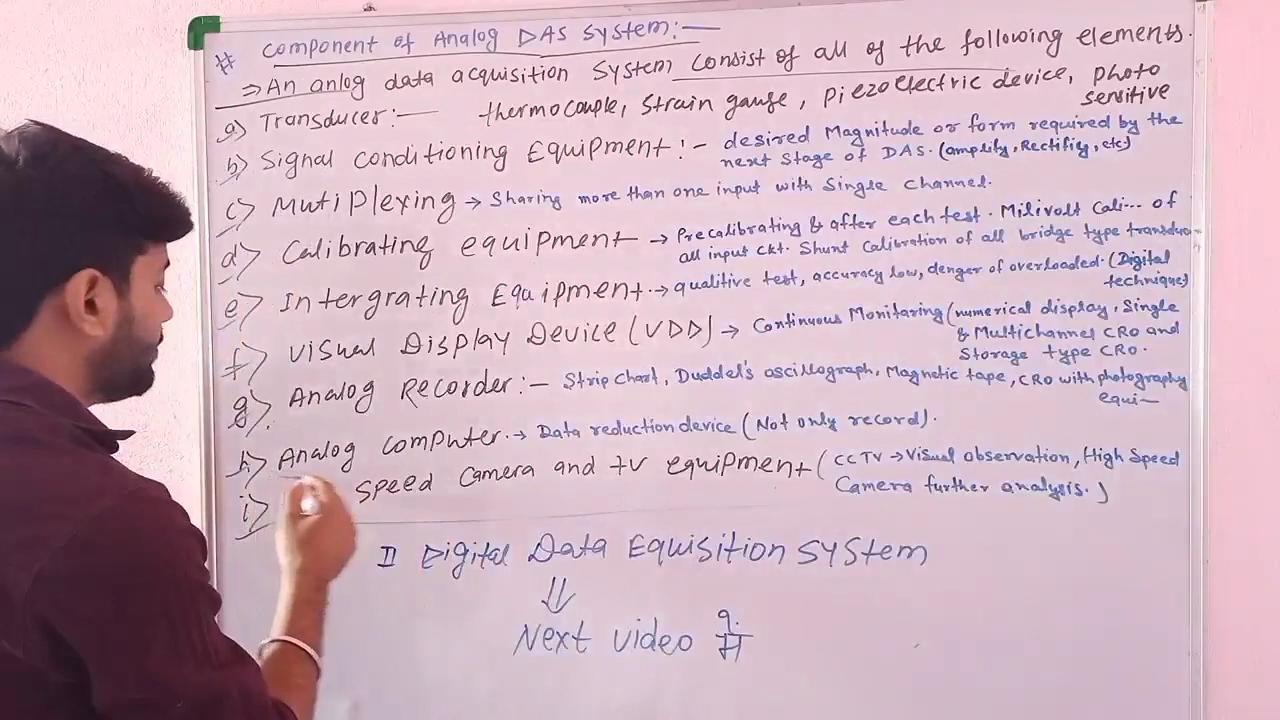 # Component of Analog DAS System:-
⇒ An anlog data acquisition System consist of all of the following elements.
a) Transducer:- thermocouple, Strain gause, Piezoelectric device, photo sensitive
b) Signal Conditioning Equipment:- desired Magnitude or form required by the
next Stage of DAS. (amplify, Rectifiy, etc)
c) MutiPlexing → Sharing more than one input with Single Channel.
d) Calibrating equipment → Precalibrating & after each test. Milivolt Cali... of
all input ckt. Shunt Calibration of all bridge type transduc
e) Intergrating Equipment. → qualitive test, accuracy low, denger of overloaded. (Digital
techniques)
f) Visual Display Device (VDD) → Continuous Monitaring (numerical display, Single
& Multichannel CRO and
Storage type CRO.
g). Analog Recorder:- Strip Chart, Duddel's oscillograph, Magnetic tape, CRO with photography
equi-
h) Analog computer. → Data reduction device (Not only record).
i) Speed Camera and tv equipment (CCTV → Visual observation, High Speed
Camera further analysis.)
II Digital Data Equisition System
⇓
Next video में